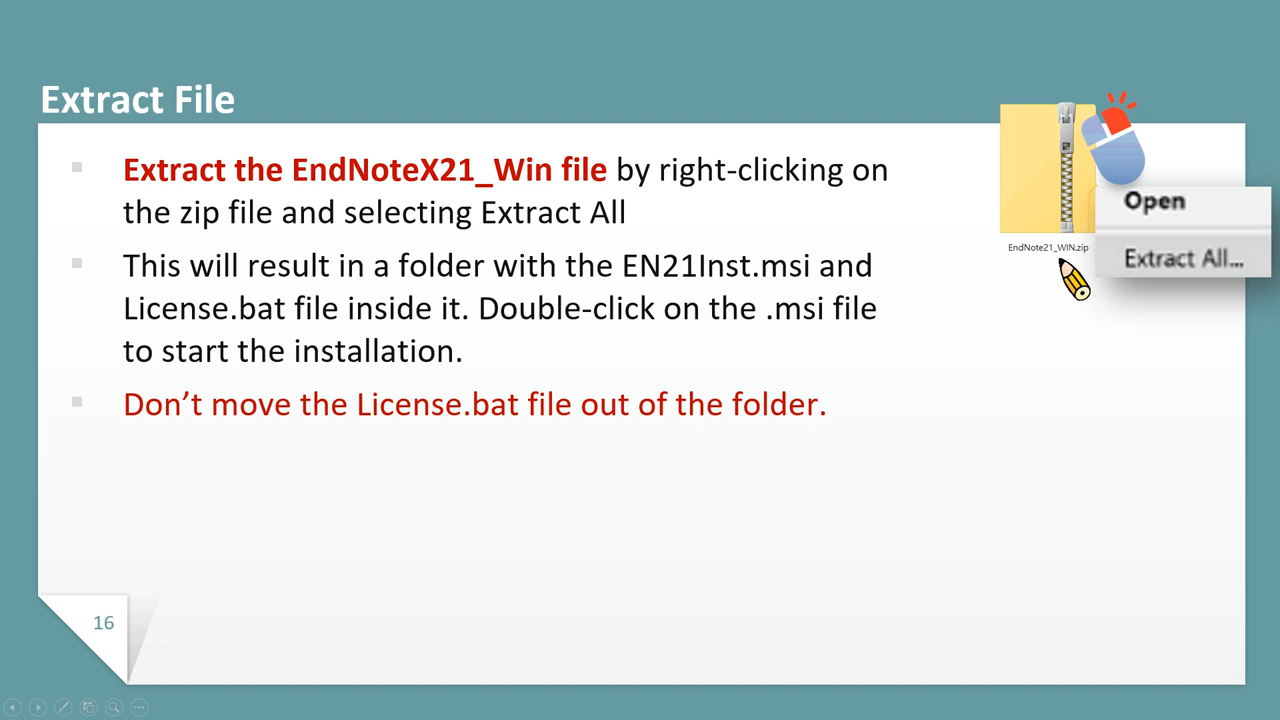 Extract File
Extract the EndNoteX21_Win file by right-clicking on
the zip file and selecting Extract All
This will result in a folder with the EN21Inst.msi and
License.bat file inside it. Double-click on the .msi file
to start the installation.
Don’t move the License.bat file out of the folder.
EndNote21_WIN.zip
Open
Extract All...
16